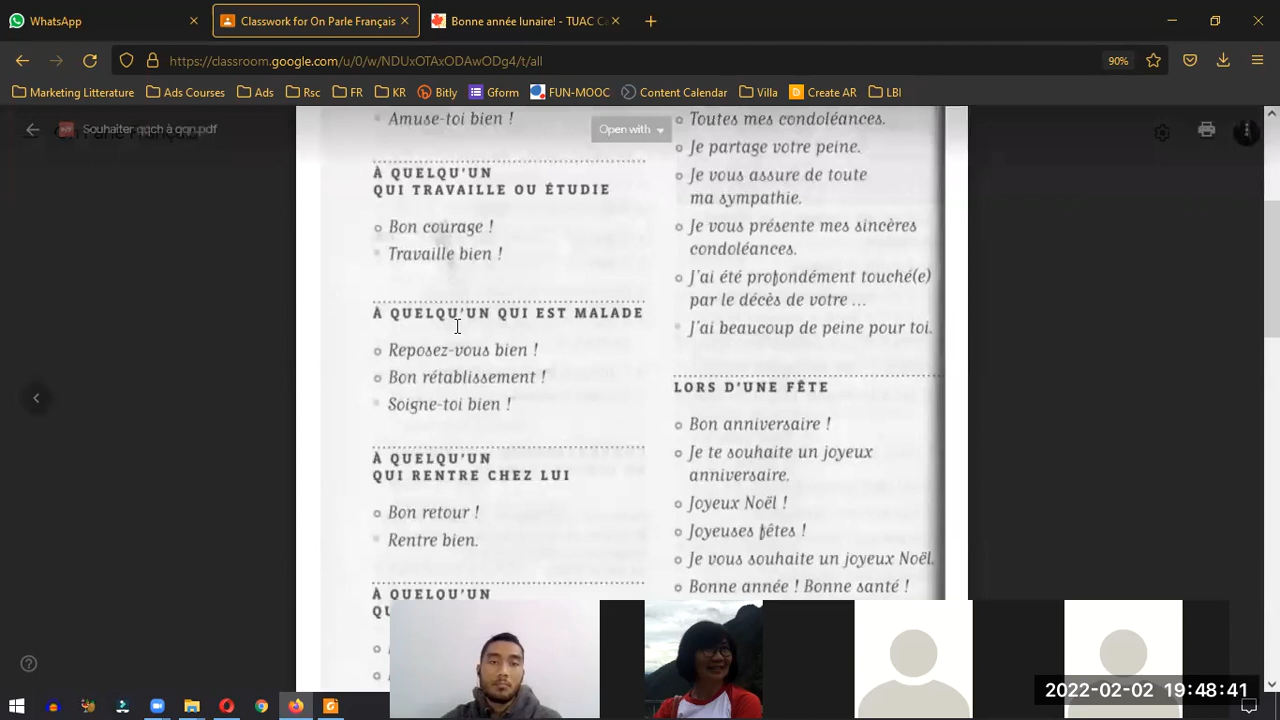 WhatsApp
Classwork for On Parle Français
Bonne année lunaire! - TUAC Ca
https://classroom.google.com/u/0/w/NDUxOTAxODAwODg4/t/all
90%
Marketing Litterature
Ads Courses
Ads
Rsc
FR
KR
Bitly
Gform
FUN-MOOC
Content Calendar
Villa
Create AR
LBI
Souhaiter qqch à qqn.pdf
Open with
Amuse-toi bien !
À QUELQU'UN
QUI TRAVAILLE OU ÉTUDIE
Bon courage !
Travaille bien !
À QUELQU'UN QUI EST MALADE
Reposez-vous bien !
Bon rétablissement !
Soigne-toi bien !
À QUELQU'UN
QUI RENTRE CHEZ LUI
Bon retour !
Rentre bien.
À QUELQU'UN
Toutes mes condoléances.
Je partage votre peine.
Je vous assure de toute
ma sympathie.
Je vous présente mes sincères
condoléances.
J'ai été profondément touché(e)
par le décès de votre ...
J'ai beaucoup de peine pour toi.
LORS D'UNE FÊTE
Bon anniversaire !
Je te souhaite un joyeux
anniversaire.
Joyeux Noël !
Joyeuses fêtes !
Je vous souhaite un joyeux Noël.
Bonne année ! Bonne santé !
2022-02-02 19:48:41